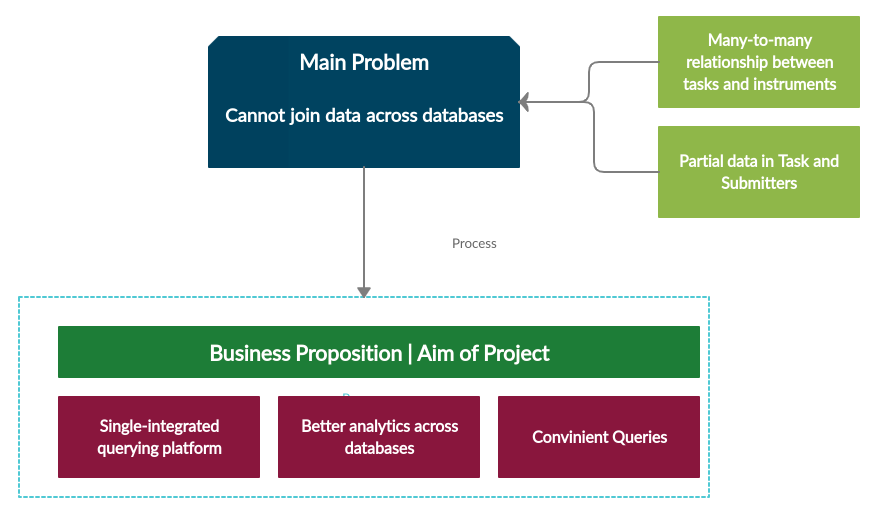 Main Problem
Cannot join data across databases
Many-to-many
relationship between
tasks and instruments
Partial data in Task and
Submitters
Process
Business Proposition | Aim of Project
Single-integrated
querying platform
Better analytics across
databases
Convinient Queries